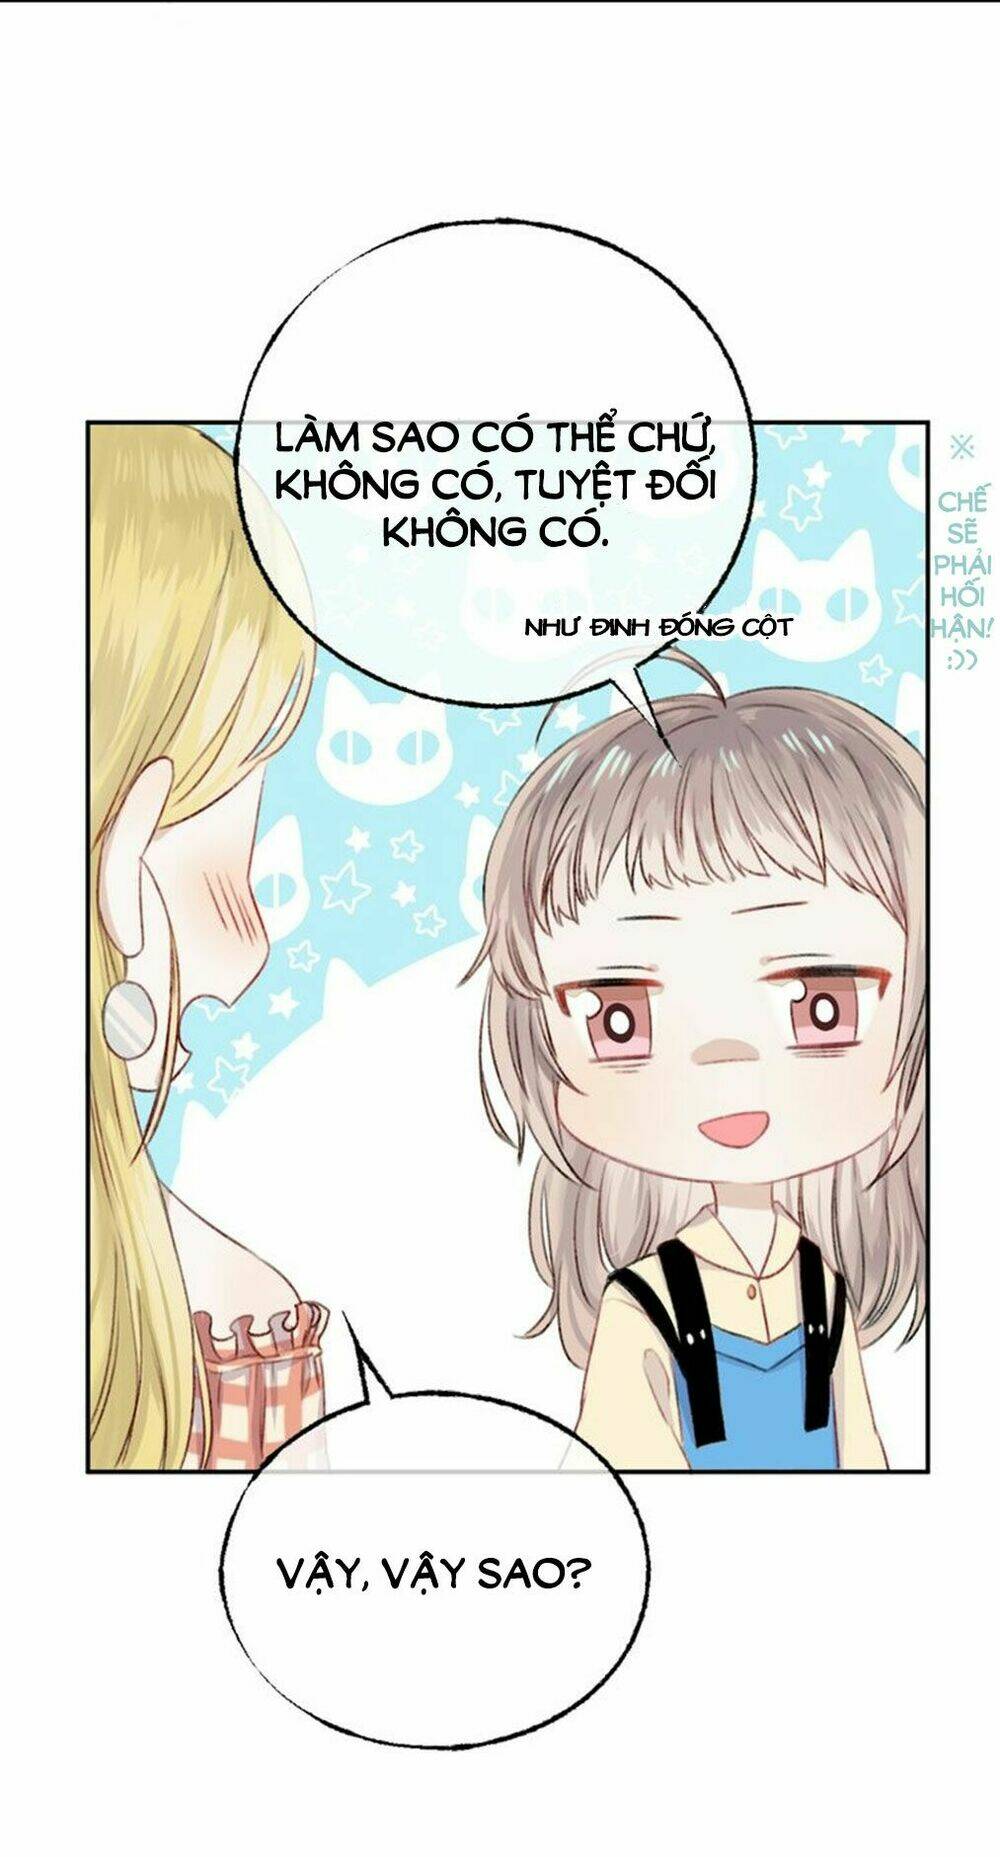 LÀM SAO CÓ THỂ CHỨ,
KHÔNG CÓ, TUYỆT ĐỐI
KHÔNG CÓ.
NHƯ ĐINH ĐÓNG CỘT
※
CHẾ
SẼ
PHẢI
HỐI
HẬN!
:))
VẬY, VẬY SAO?